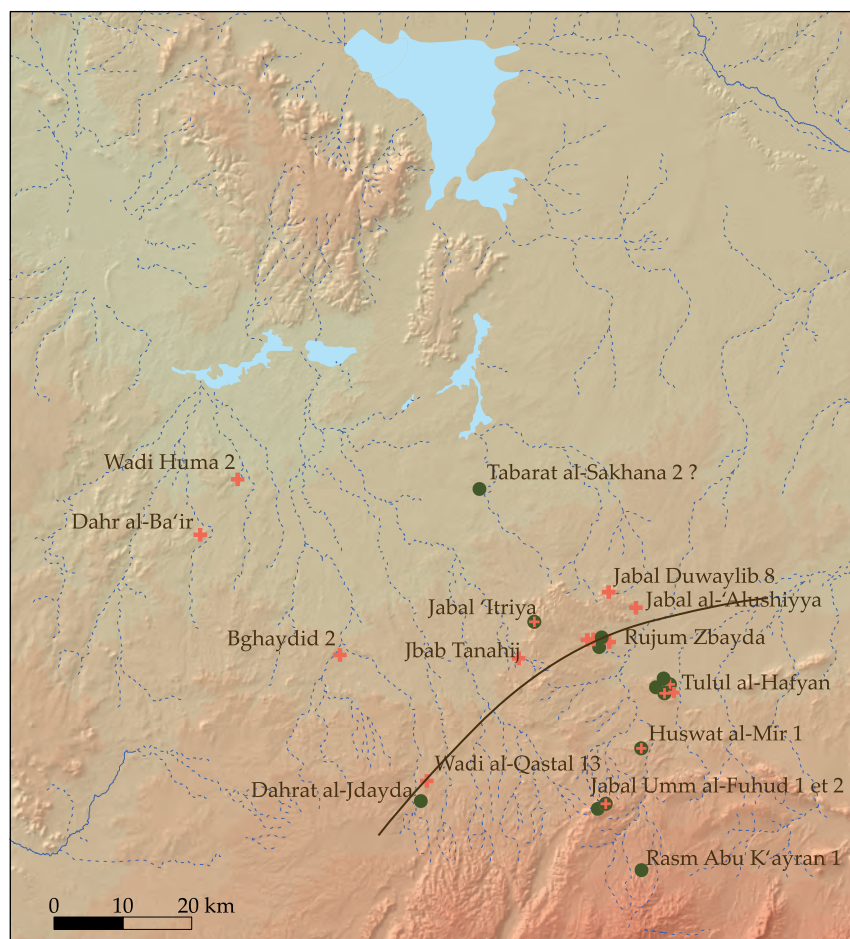 Wadi Huma 2
Tabarat al-Sakhana 2 ?
Dahr al-Ba‘ir
Jabal Duwaylib 8
Jabal al-‘Alushiyya
Jabal ‘Itriya
Bghaydid 2
Jbab Tanahij
Rujum Zbayda
Tulul al-Hafyan
Huswat al-Mir 1
Wadi al-Qastal 13
Dahrat al-Jdayda
Jabal Umm al-Fuhud 1 et 2
Rasm Abu K‘ayran 1
0 10 20 km